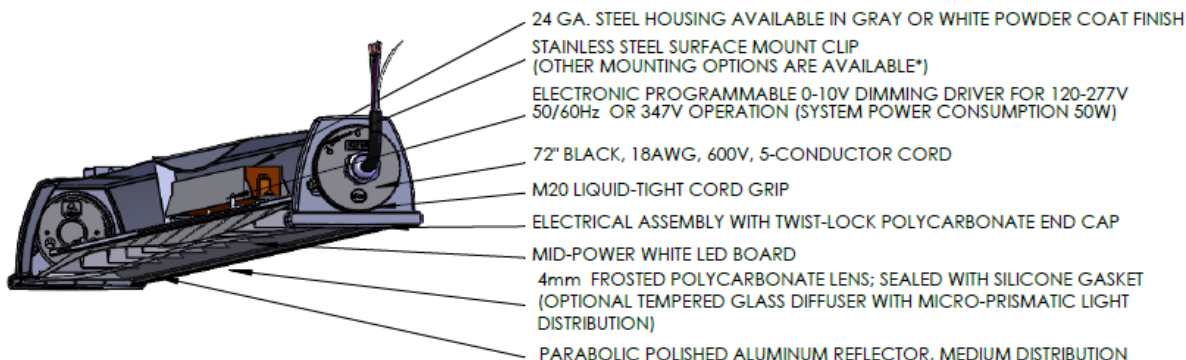 24 GA. STEEL HOUSING AVAILABLE IN GRAY OR WHITE POWDER COAT FINISH
STAINLESS STEEL SURFACE MOUNT CLIP
(OTHER MOUNTING OPTIONS ARE AVAILABLE*)
ELECTRONIC PROGRAMMABLE 0-10V DIMMING DRIVER FOR 120-277V
50/60Hz OR 347V OPERATION (SYSTEM POWER CONSUMPTION 50W)
72" BLACK, 18AWG, 600V, 5-CONDUCTOR CORD
M20 LIQUID-TIGHT CORD GRIP
ELECTRICAL ASSEMBLY WITH TWIST-LOCK POLYCARBONATE END CAP
MID-POWER WHITE LED BOARD
4mm FROSTED POLYCARBONATE LENS; SEALED WITH SILICONE GASKET
(OPTIONAL TEMPERED GLASS DIFFUSER WITH MICRO-PRISMATIC LIGHT
DISTRIBUTION)
PARABOLIC POLISHED ALUMINUM REFLECTOR, MEDIUM DISTRIBUTION